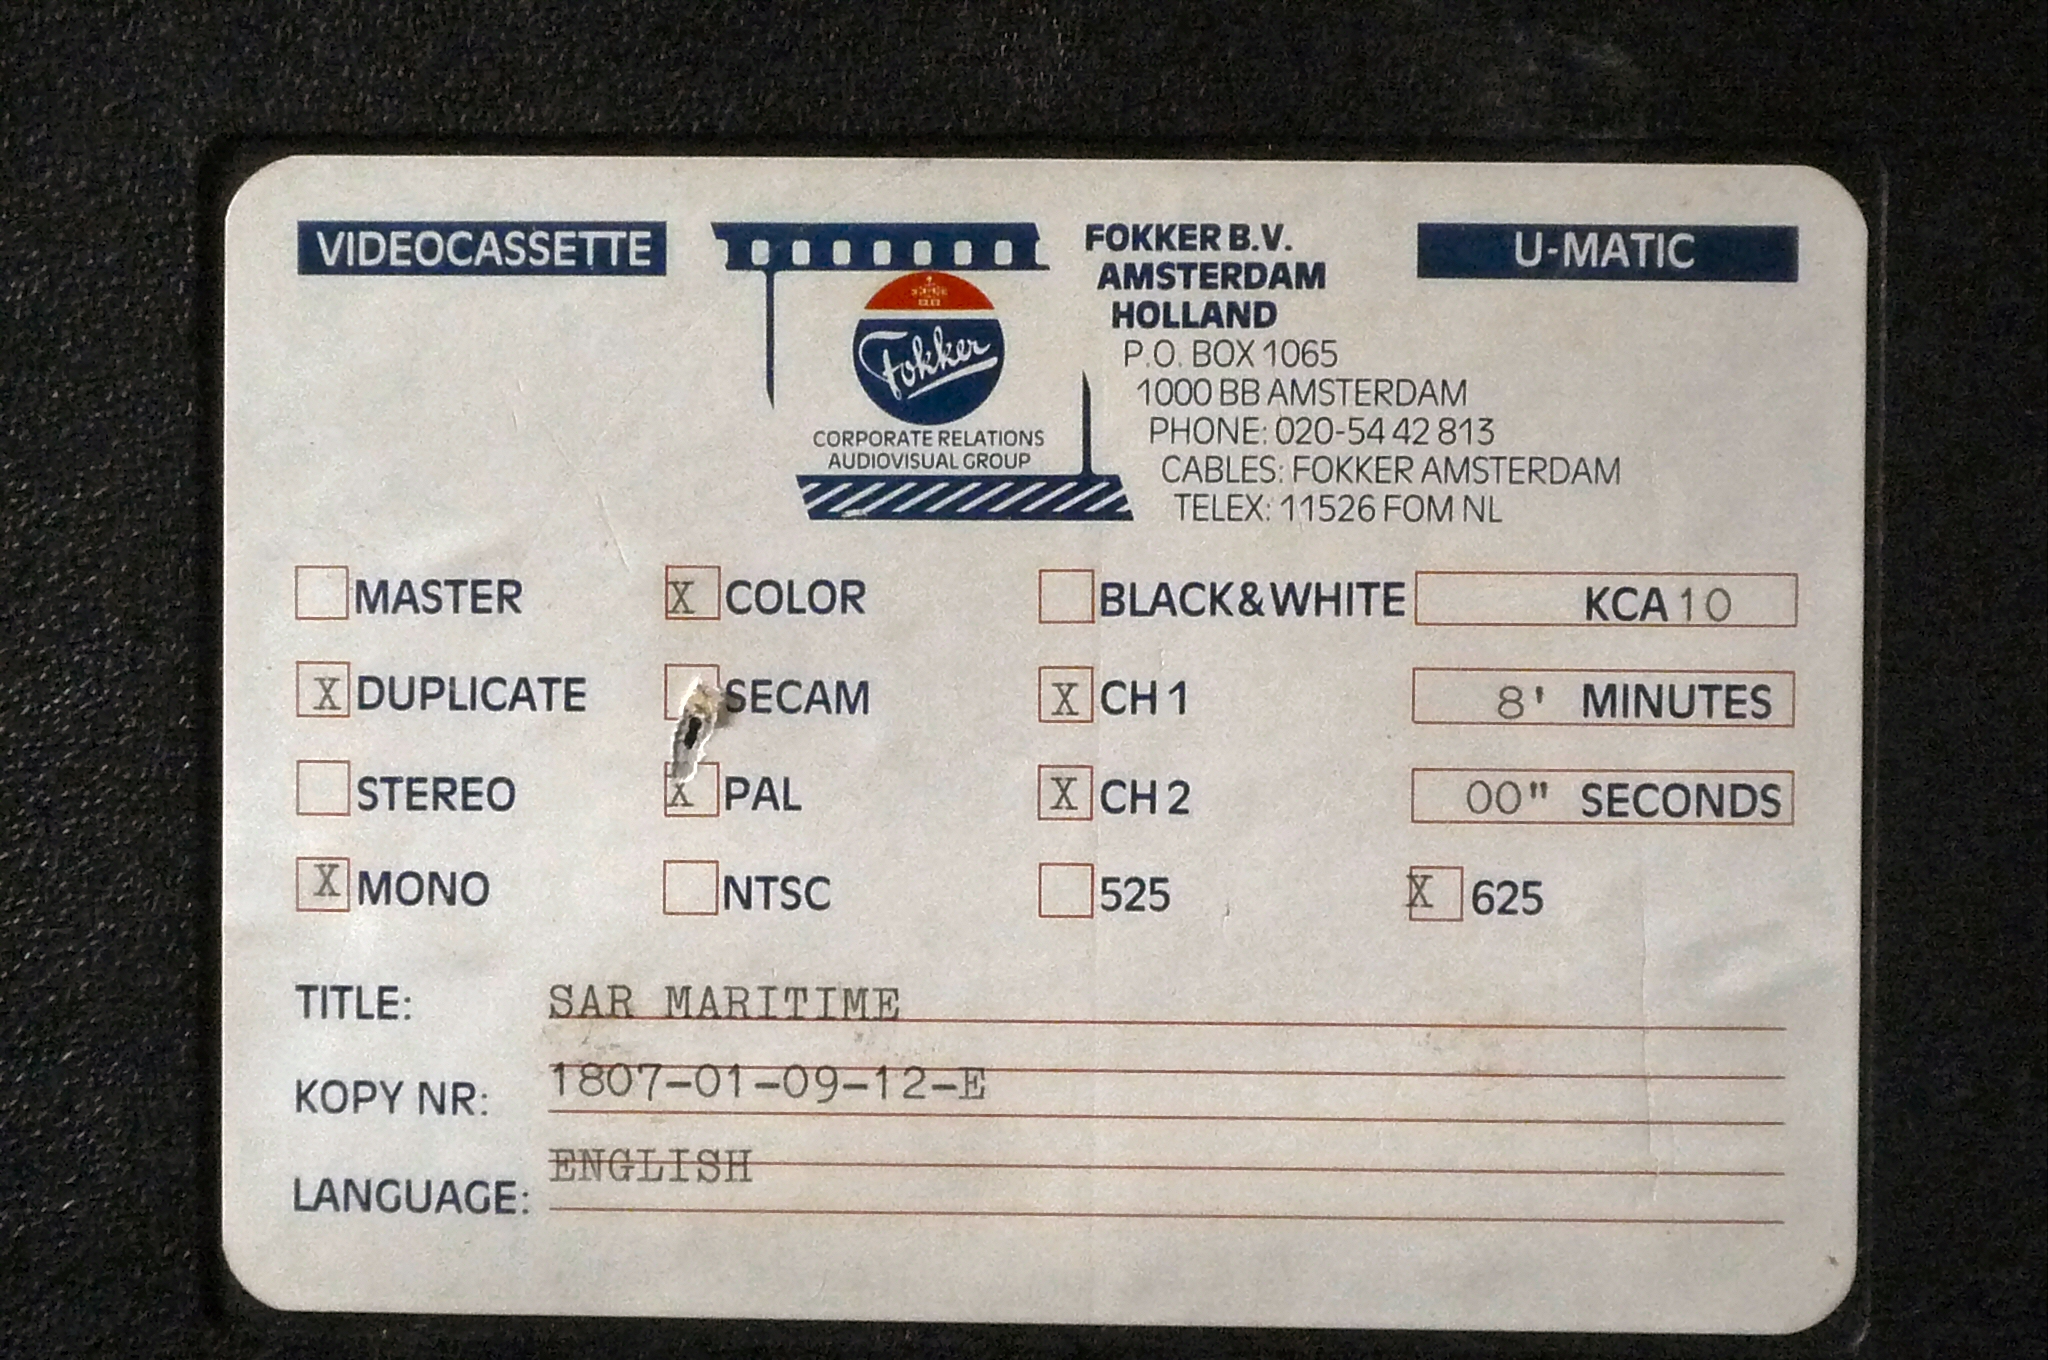 VIDEOCASSETTE
Fokker
CORPORATE RELATIONS
AUDIOVISUAL GROUP
FOKKER B.V.
AMSTERDAM
HOLLAND
P.O. BOX 1065
1000 BB AMSTERDAM
PHONE: 020-54 42 813
CABLES: FOKKER AMSTERDAM
TELEX: 11526 FOM NL
U-MATIC
MASTER X COLOR BLACK&WHITE KCA 10
X DUPLICATE SECAM X CH 1 8' MINUTES
STEREO X PAL X CH 2 00" SECONDS
X MONO NTSC 525 X 625
TITLE: SAR MARITIME
KOPY NR: 1807-01-09-12-E
LANGUAGE: ENGLISH